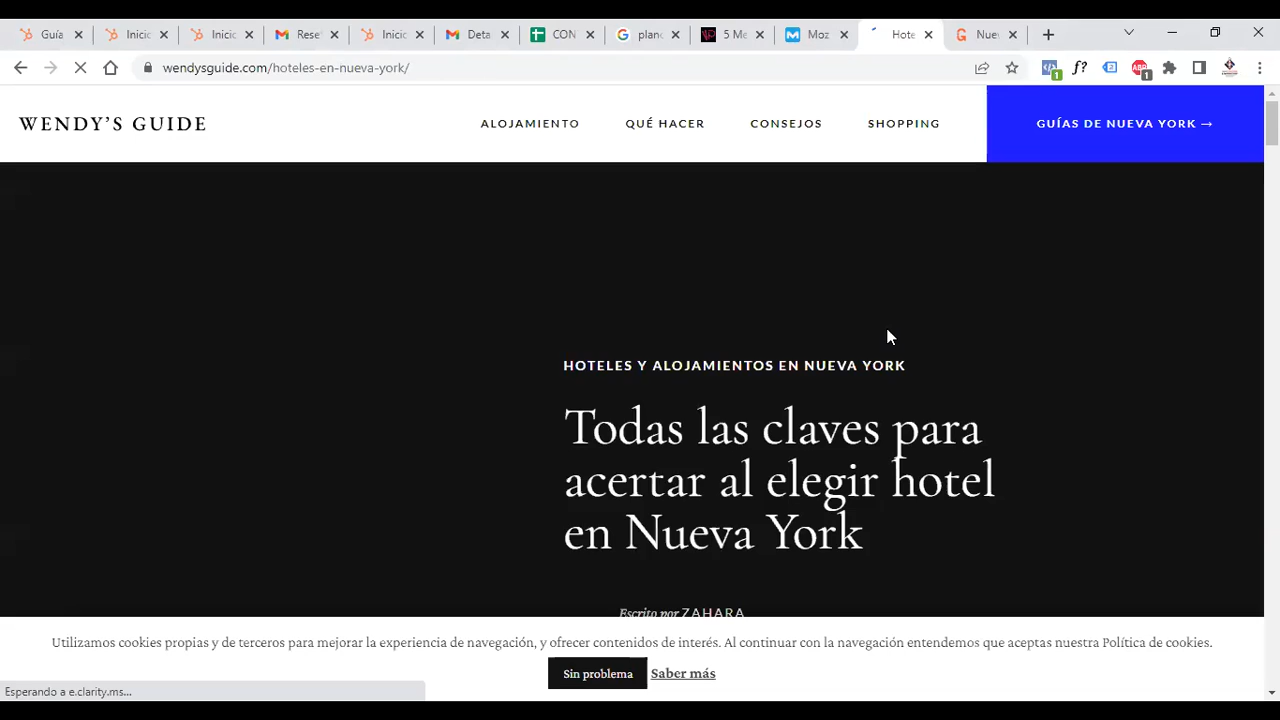 Guía
Inicio
Inicio
Rese
Inicio
Deta
CON
plano
5 Me
Moz
Hote
Nuev
wendysguide.com/hoteles-en-nueva-york/
WENDY'S GUIDE
ALOJAMIENTO
QUÉ HACER
CONSEJOS
SHOPPING
GUÍAS DE NUEVA YORK →
HOTELES Y ALOJAMIENTOS EN NUEVA YORK
Todas las claves para
acertar al elegir hotel
en Nueva York
Escrito por ZAHARA
Utilizamos cookies propias y de terceros para mejorar la experiencia de navegación, y ofrecer contenidos de interés. Al continuar con la navegación entendemos que aceptas nuestra Política de cookies.
Sin problema
Saber más
Esperando a e.clarity.ms...